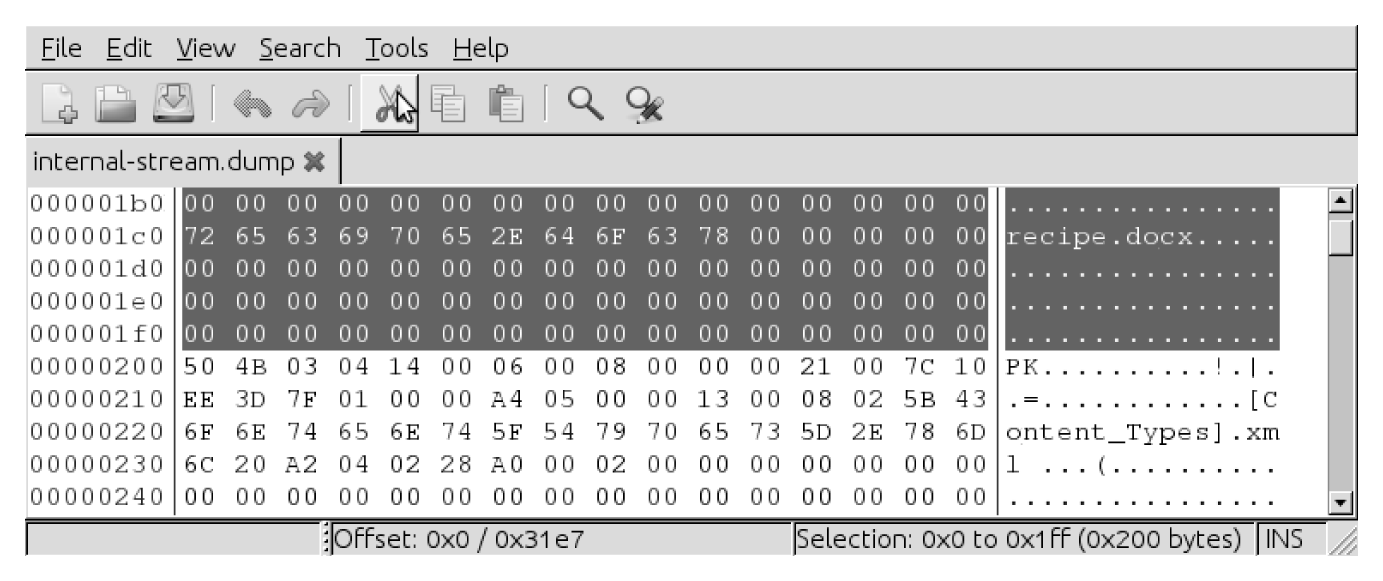 File Edit View Search Tools Help
internal-stream.dump
000001b0 00 00 00 00 00 00 00 00 00 00 00 00 00 00 00 00 ................
000001c0 72 65 63 69 70 65 2E 64 6F 63 78 00 00 00 00 00 recipe.docx.....
000001d0 00 00 00 00 00 00 00 00 00 00 00 00 00 00 00 00 ................
000001e0 00 00 00 00 00 00 00 00 00 00 00 00 00 00 00 00 ................
000001f0 00 00 00 00 00 00 00 00 00 00 00 00 00 00 00 00 ................
00000200 50 4B 03 04 14 00 06 00 08 00 00 00 21 00 7C 10 PK..........!.|.
00000210 EE 3D 7F 01 00 00 A4 05 00 00 13 00 08 02 5B 43 .=............[C
00000220 6F 6E 74 65 6E 74 5F 54 79 70 65 73 5D 2E 78 6D ontent_Types].xm
00000230 6C 20 A2 04 02 28 A0 00 02 00 00 00 00 00 00 00 l ...(..........
00000240 00 00 00 00 00 00 00 00 00 00 00 00 00 00 00 00 ................
Offset: 0x0 / 0x31e7 Selection: 0x0 to 0x1ff (0x200 bytes) INS